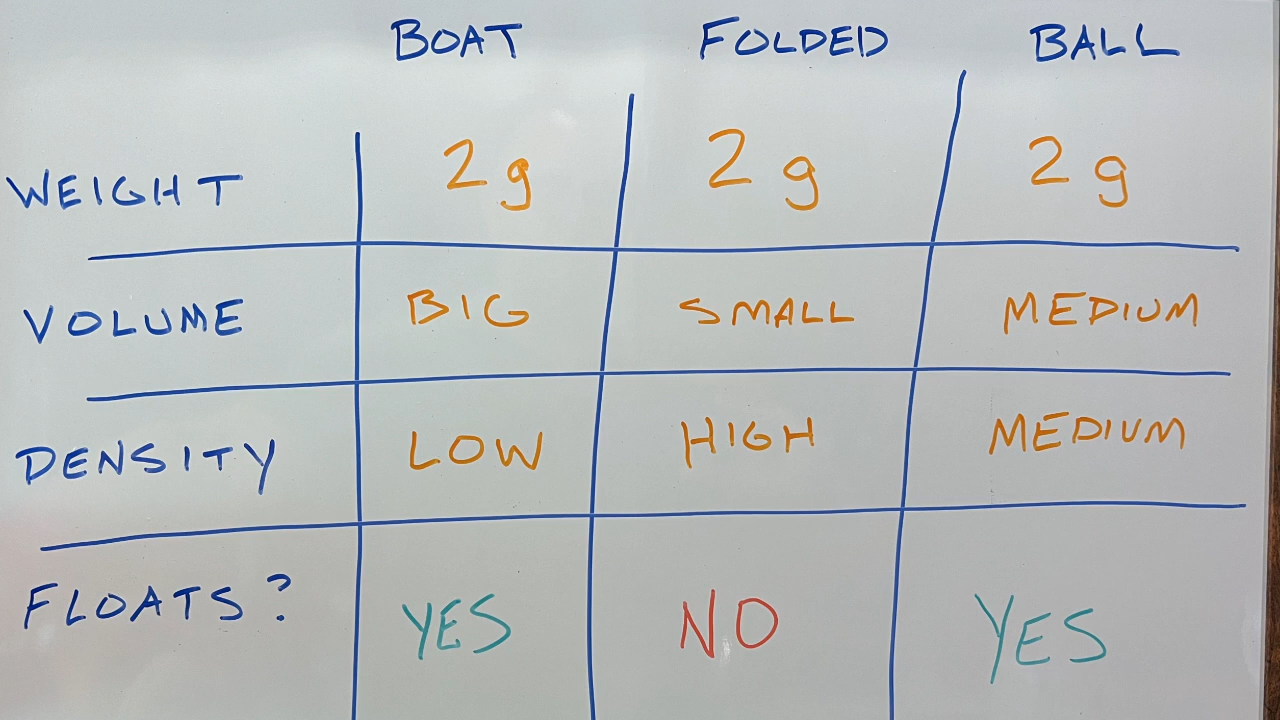 BOAT FOLDED BALL
WEIGHT 2g 2g 2g
VOLUME BIG SMALL MEDIUM
DENSITY LOW HIGH MEDIUM
FLOATS? YES NO YES